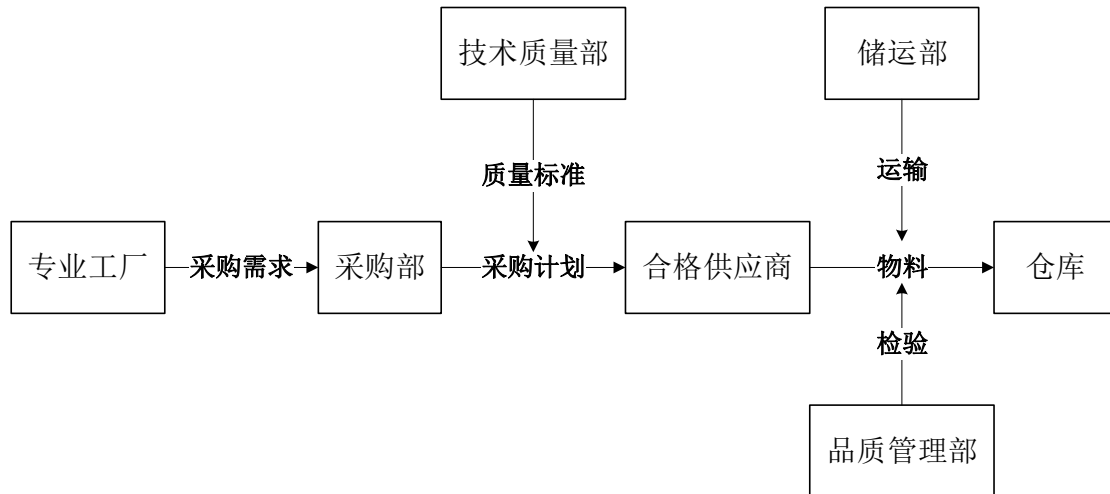 技术质量部
储运部
质量标准
运输
专业工厂
采购需求
采购部
采购计划
合格供应商
物料
仓库
检验
品质管理部